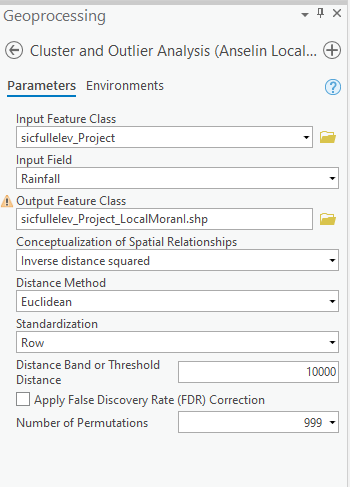 Geoprocessing
Cluster and Outlier Analysis (Anselin Local...
Parameters Environments
Input Feature Class
sicfullelev_Project
Input Field
Rainfall
Output Feature Class
sicfullelev_Project_LocalMoranI.shp
Conceptualization of Spatial Relationships
Inverse distance squared
Distance Method
Euclidean
Standardization
Row
Distance Band or Threshold
Distance
10000
Apply False Discovery Rate (FDR) Correction
Number of Permutations 999